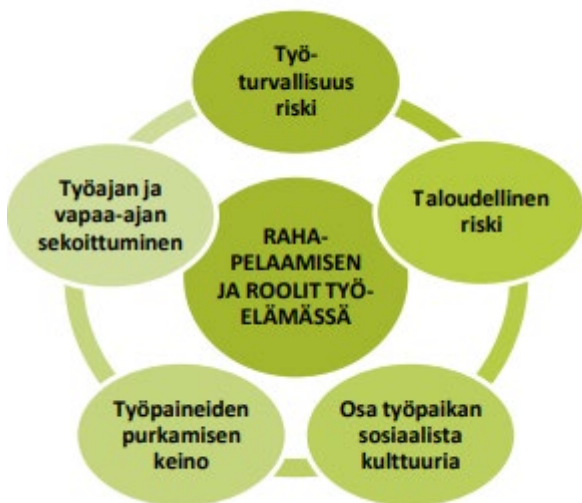 Työ-
turvallisuus
riski
Taloudellinen
riski
Osa työpaikan
sosiaalista
kulttuuria
Työpaineiden
purkamisen
keino
Työajan ja
vapaa-ajan
sekoittuminen
RAHA-
PELAAMISEN
JA ROOLIT TYÖ-
ELÄMÄSSÄ